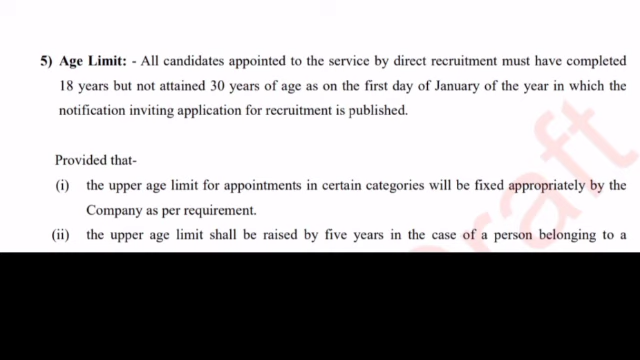 5) Age Limit: - All candidates appointed to the service by direct recruitment must have completed
18 years but not attained 30 years of age as on the first day of January of the year in which the
notification inviting application for recruitment is published.
Provided that-
(i) the upper age limit for appointments in certain categories will be fixed appropriately by the
Company as per requirement.
(ii) the upper age limit shall be raised by five years in the case of a person belonging to a
Draft